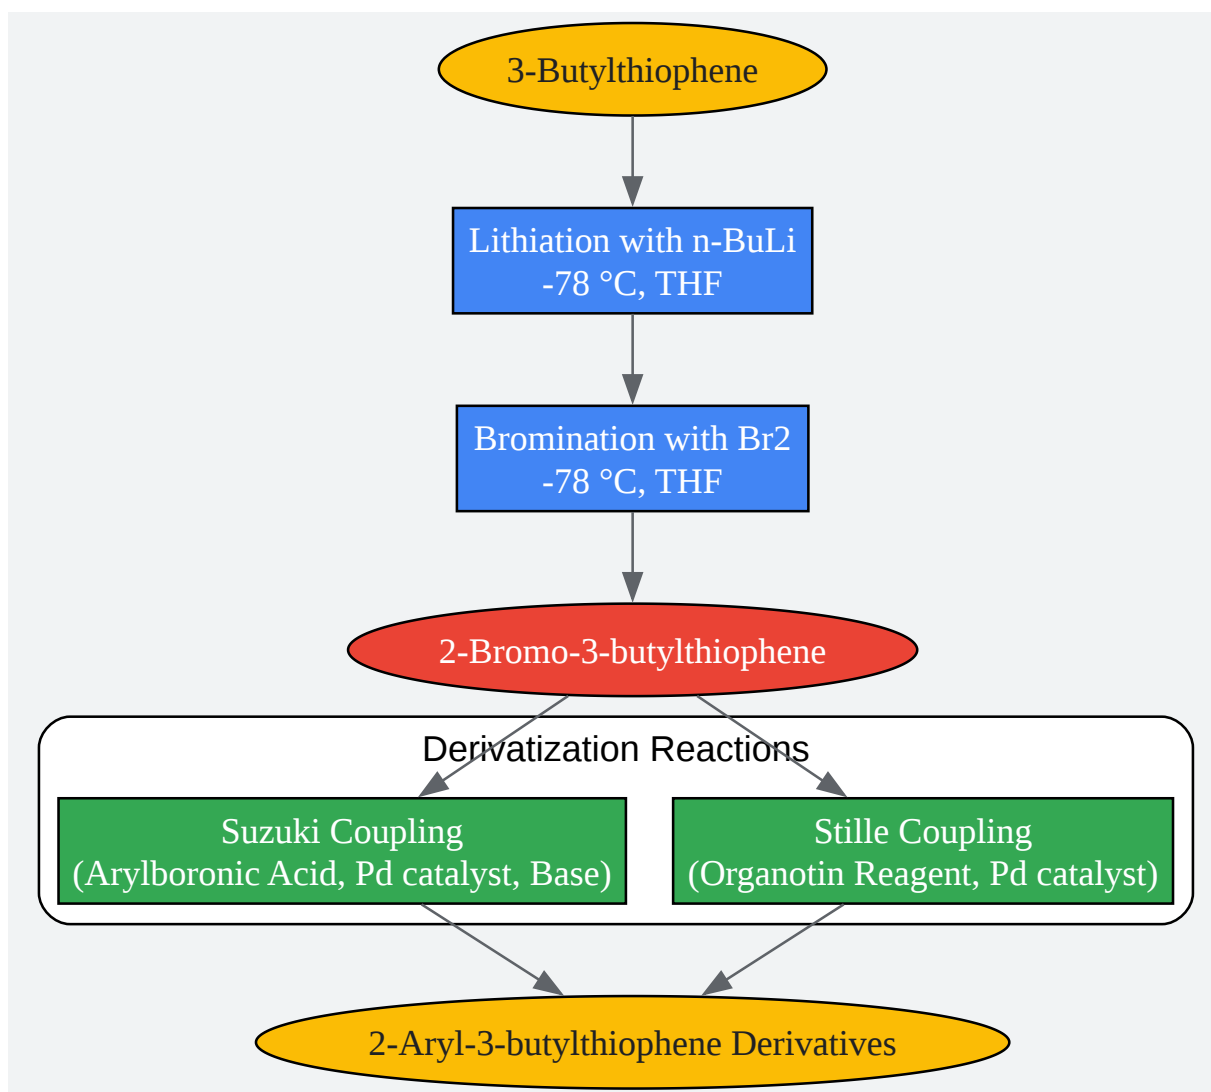 3-Butylthiophene
Lithiation with n-BuLi
-78 °C, THF
Bromination with Br2
-78 °C, THF
2-Bromo-3-butylthiophene
Derivatization Reactions
Suzuki Coupling
(Arylboronic Acid, Pd catalyst, Base)
Stille Coupling
(Organotin Reagent, Pd catalyst)
2-Aryl-3-butylthiophene Derivatives